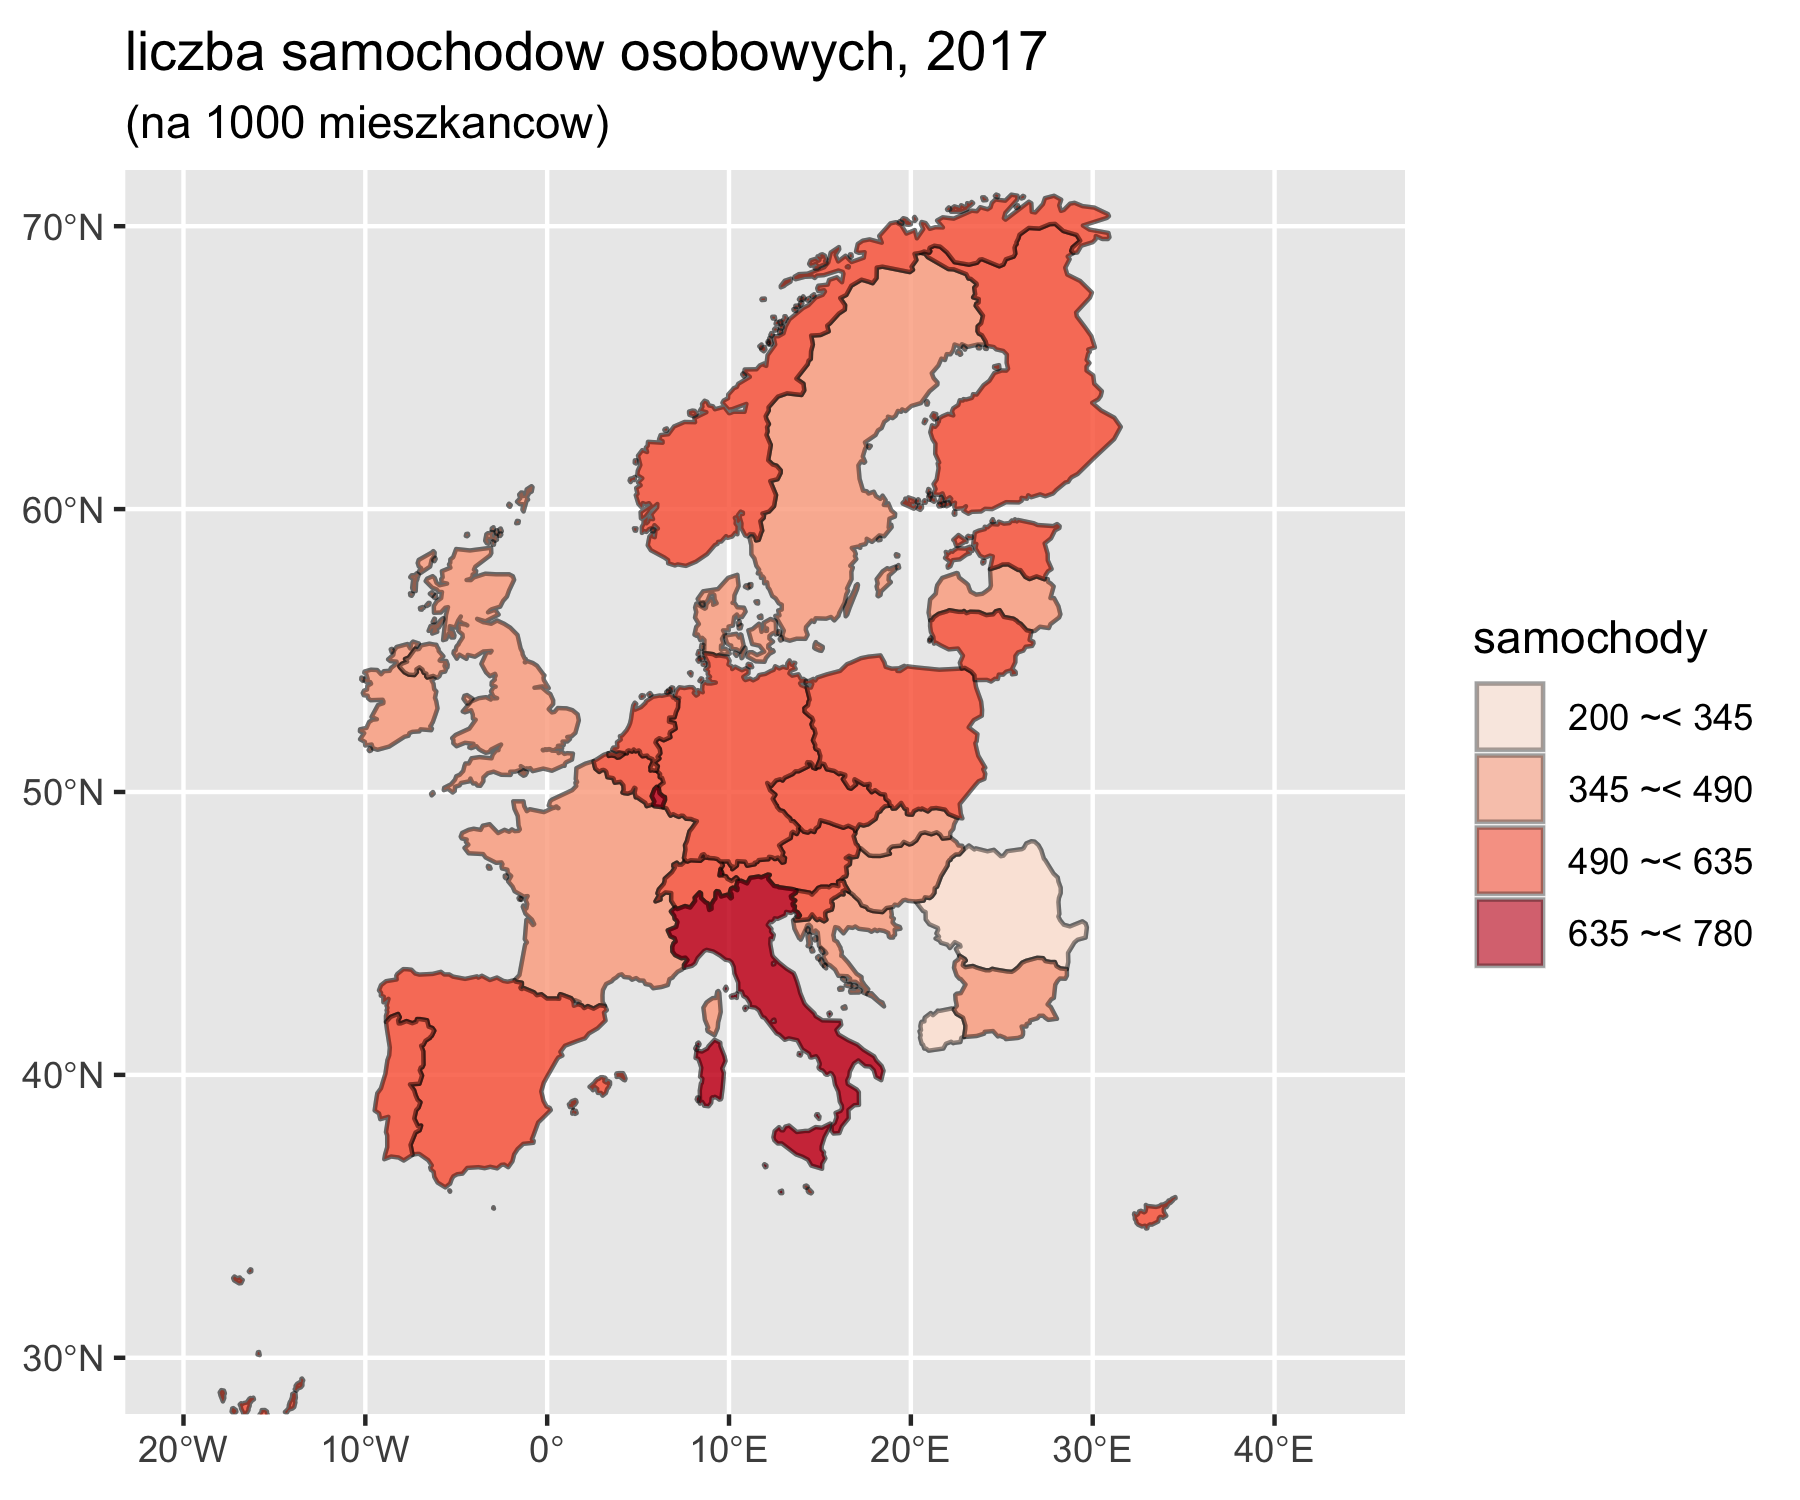 liczba samochodow osobowych, 2017
(na 1000 mieszkancow)
70°N
60°N
50°N
40°N
30°N
20°W 10°W 0° 10°E 20°E 30°E 40°E
samochody
200 ~< 345
345 ~< 490
490 ~< 635
635 ~< 780